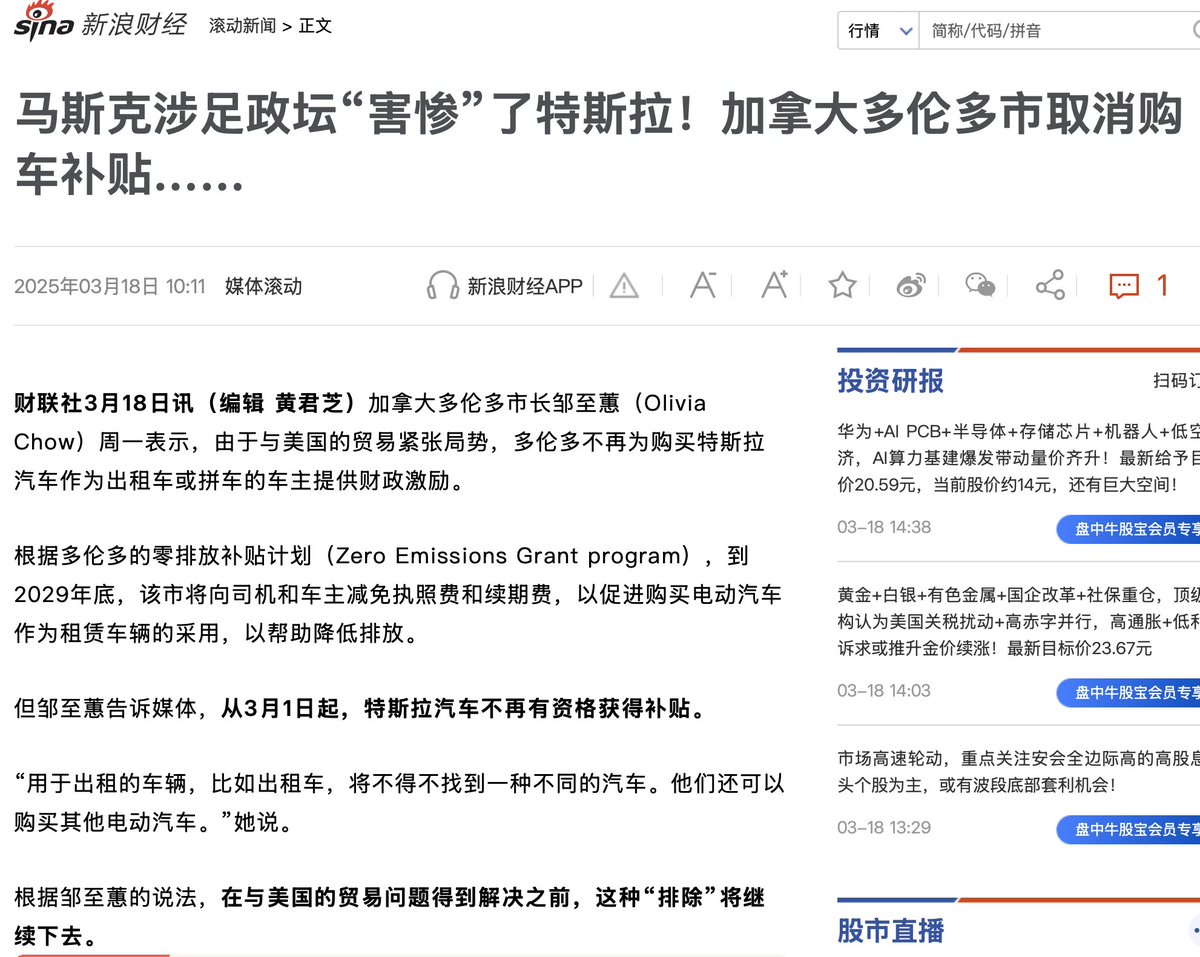 sina 新浪财经 滚动新闻 > 正文
行情 简称/代码/拼音
马斯克涉足政坛“害惨”了特斯拉！加拿大多伦多市取消购
车补贴……
2025年03月18日 10:11 媒体滚动
新浪财经APP
A-
A+
1
财联社3月18日讯（编辑 黄君芝）加拿大多伦多市长邹至蕙（Olivia
Chow）周一表示，由于与美国的贸易紧张局势，多伦多不再为购买特斯拉
汽车作为出租车或拼车的车主提供财政激励。
根据多伦多的零排放补贴计划（Zero Emissions Grant program），到
2029年底，该市将向司机和车主减免执照费和续期费，以促进购买电动汽车
作为租赁车辆的采用，以帮助降低排放。
但邹至蕙告诉媒体，从3月1日起，特斯拉汽车不再有资格获得补贴。
“用于出租的车辆，比如出租车，将不得不找到一种不同的汽车。他们还可以
购买其他电动汽车。”她说。
根据邹至蕙的说法，在与美国的贸易问题得到解决之前，这种“排除”将继
续下去。
投资研报
扫码订
华为+AI PCB+半导体+存储芯片+机器人+低空
济，AI算力基建爆发带动量价齐升！最新给予目
价20.59元，当前股价约14元，还有巨大空间！
03-18 14:38
盘中牛股宝会员专享
黄金+白银+有色金属+国企改革+社保重仓，顶级
构认为美国关税扰动+高赤字并行，高通胀+低利
诉求或推升金价续涨！最新目标价23.67元
03-18 14:03
盘中牛股宝会员专享
市场高速轮动，重点关注安会全边际高的高股息
头个股为主，或有波段底部套利机会！
03-18 13:29
盘中牛股宝会员专享
股市直播